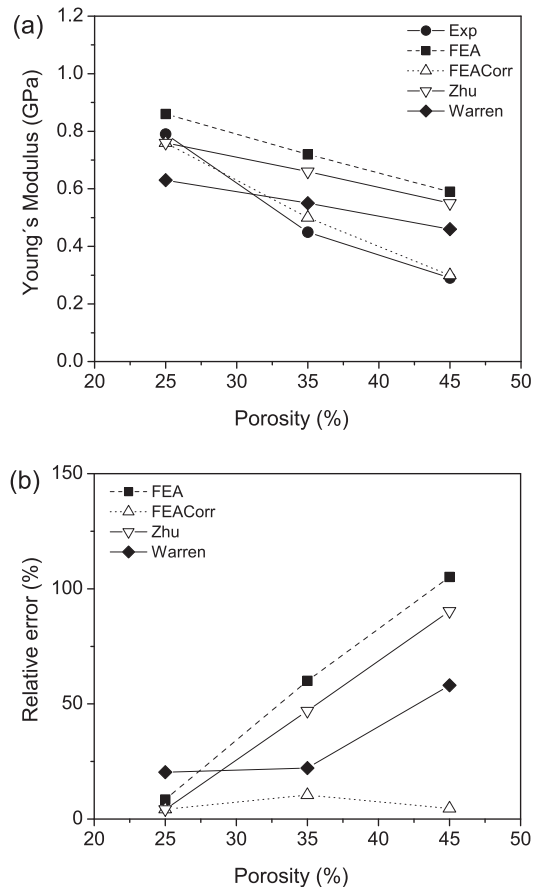 (a)
1.2
1.0
0.8
0.6
0.4
0.2
0.0
Young´s Modulus (GPa)
Exp
FEA
FEACorr
Zhu
Warren
20 25 30 35 40 45 50
Porosity (%)
(b)
150
100
50
0
Relative error (%)
FEA
FEACorr
Zhu
Warren
20 25 30 35 40 45 50
Porosity (%)